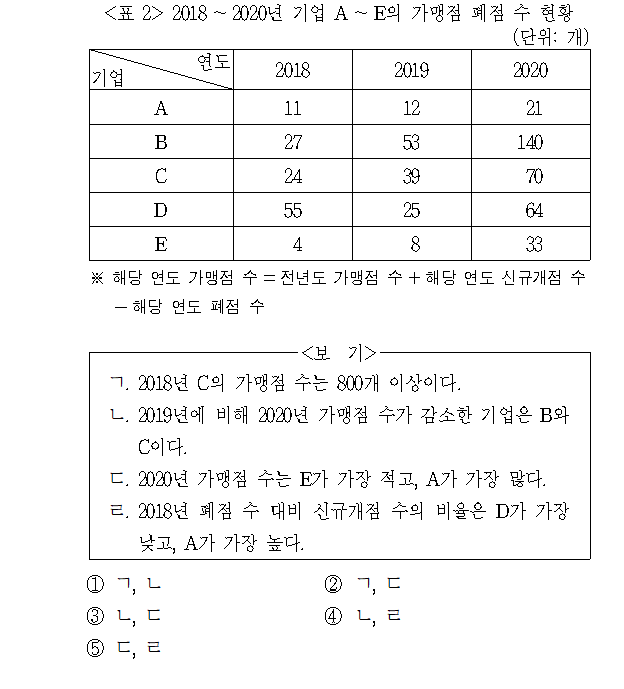 <표 2> 2018 ~ 2020년 기업 A ~ E의 가맹점 폐점 수 현황
(단위: 개)
기업 연도 2018 2019 2020
A 11 12 21
B 27 53 140
C 24 39 70
D 55 25 64
E 4 8 33
※ 해당 연도 가맹점 수 = 전년도 가맹점 수 + 해당 연도 신규개점 수
- 해당 연도 폐점 수
<보 기>
ㄱ. 2018년 C의 가맹점 수는 800개 이상이다.
ㄴ. 2019년에 비해 2020년 가맹점 수가 감소한 기업은 B와
C이다.
ㄷ. 2020년 가맹점 수는 E가 가장 적고, A가 가장 많다.
ㄹ. 2018년 폐점 수 대비 신규개점 수의 비율은 D가 가장
낮고, A가 가장 높다.
① ㄱ, ㄴ ② ㄱ, ㄷ
③ ㄴ, ㄷ ④ ㄴ, ㄹ
⑤ ㄷ, ㄹ